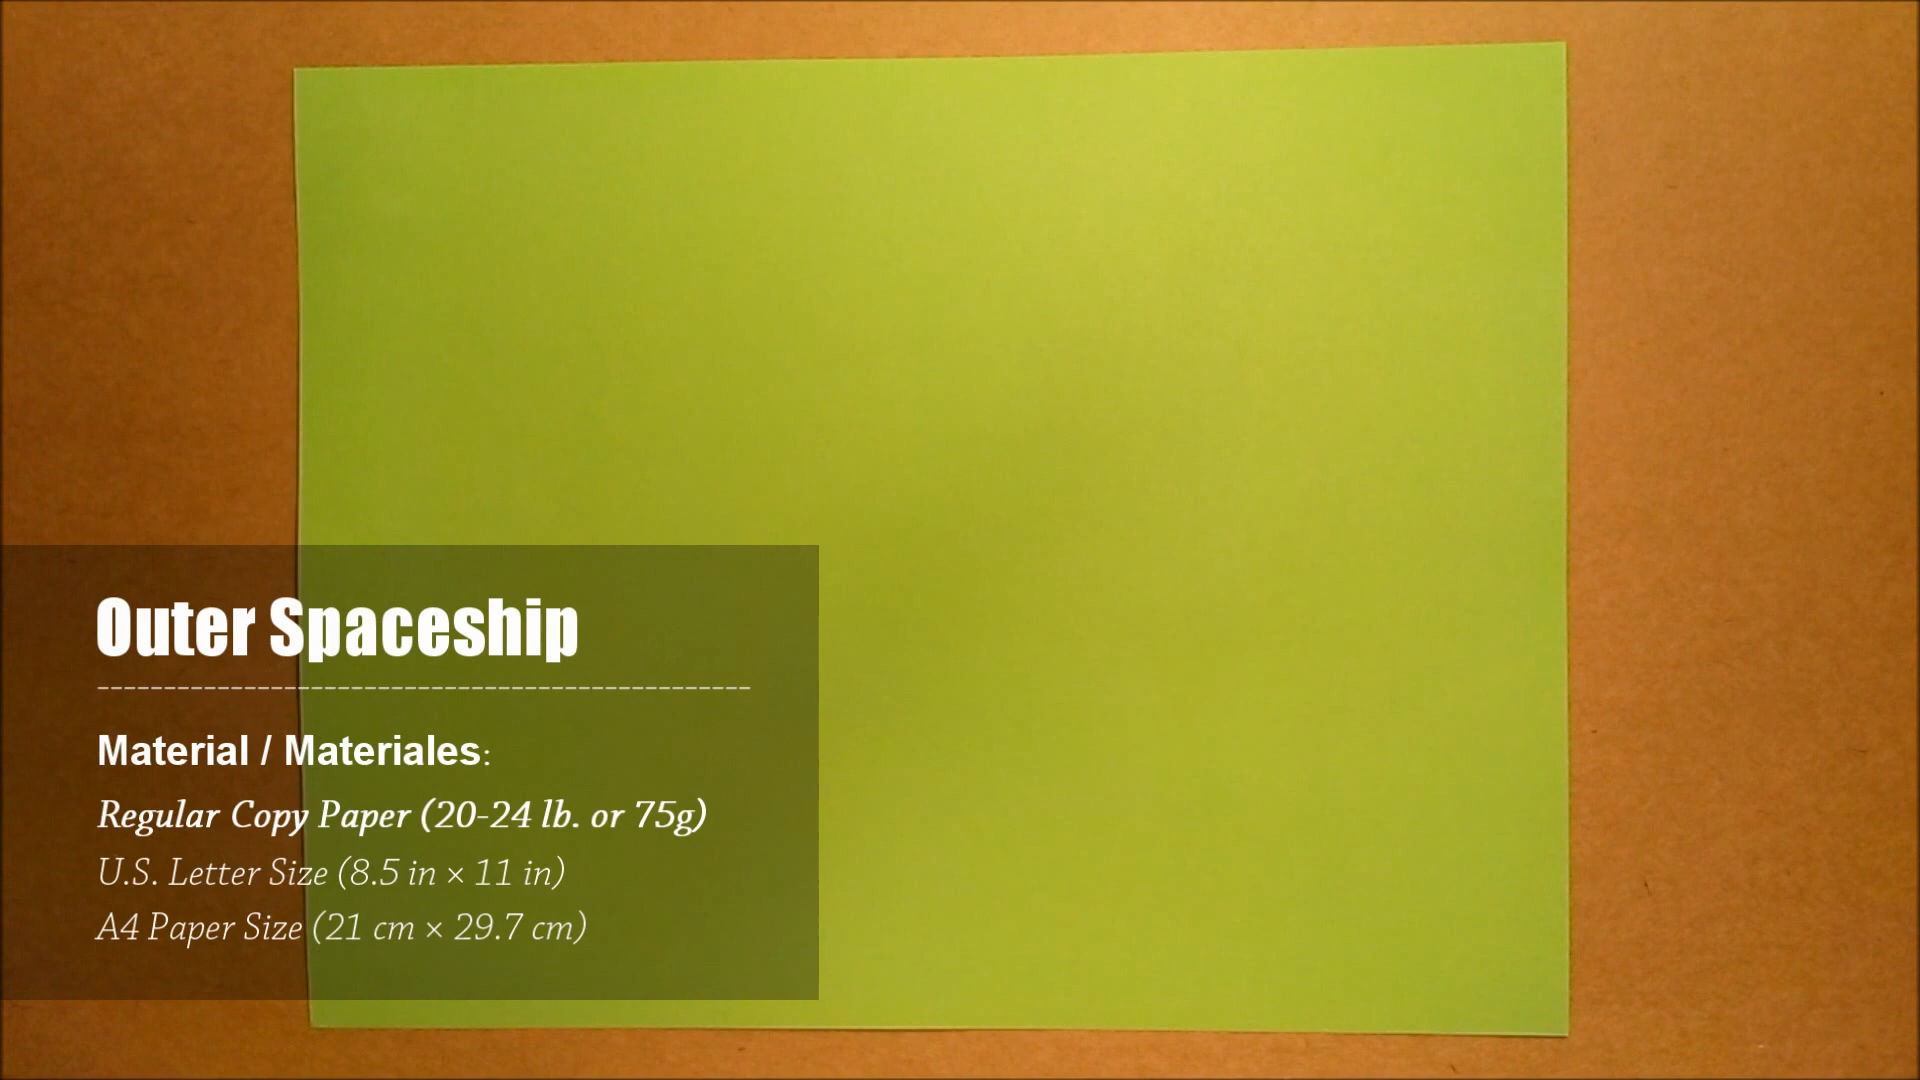 Outer Spaceship
-------------------------------------------------
Material / Materiales:
Regular Copy Paper (20-24 lb. or 75g)
U.S. Letter Size (8.5 in × 11 in)
A4 Paper Size (21 cm × 29.7 cm)